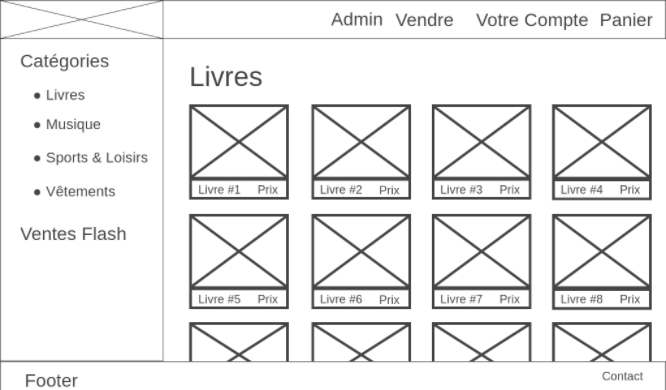 Admin Vendre Votre Compte Panier
Catégories
• Livres
• Musique
• Sports & Loisirs
• Vêtements
Ventes Flash
Livres
Livre #1 Prix Livre #2 Prix Livre #3 Prix Livre #4 Prix
Livre #5 Prix Livre #6 Prix Livre #7 Prix Livre #8 Prix
Footer
Contact